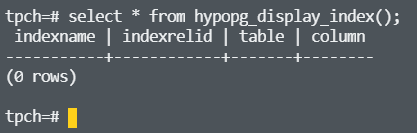 tpch=# select * from hypopg_display_index();
 indexname | indexrelid | table | column
-----------+------------+-------+--------
(0 rows)
tpch=#